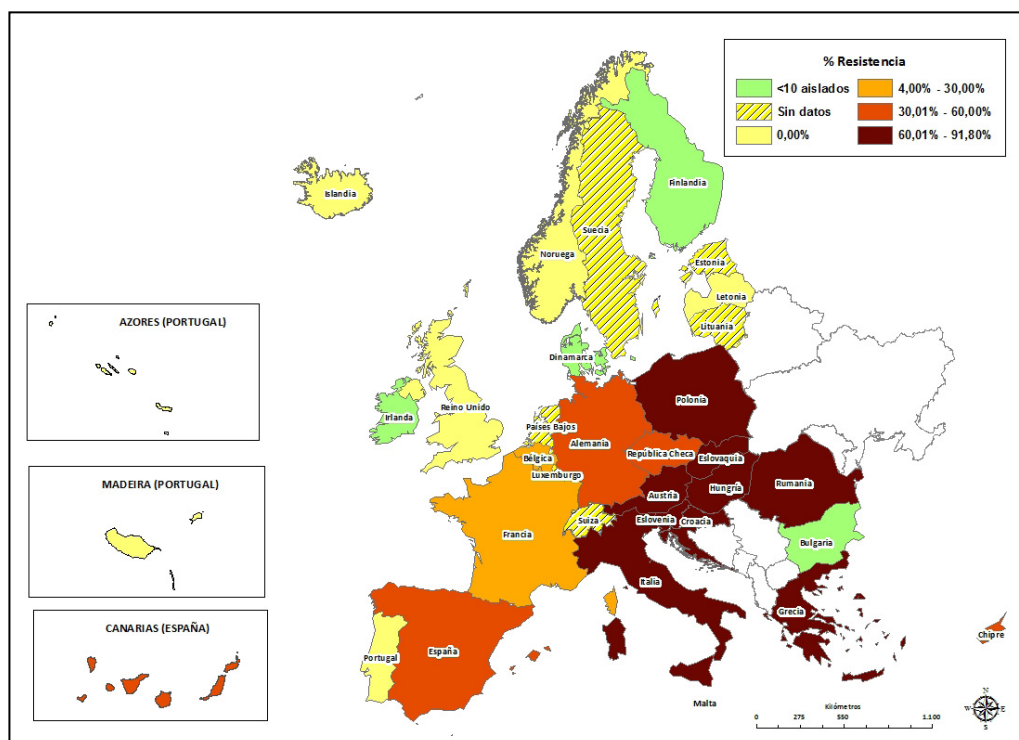 % Resistencia
<10 aislados
4,00% - 30,00%
Sin datos
30,01% - 60,00%
0,00%
60,01% - 91,80%
Islandia
Finlandia
Suecia
Noruega
Estonia
Letonia
Lituania
AZORES (PORTUGAL)
Dinamarca
Irlanda
Reino Unido
Polonia
Países Bajos
Alemania
Bélgica
República Checa
Eslovaquia
Luxemburgo
MADEIRA (PORTUGAL)
Austria
Hungría
Rumanía
Suiza
Eslovenia
Croacia
Francia
Bulgaria
Italia
Grecia
CANARIAS (ESPAÑA)
Chipre
Portugal
España
Malta
Kilómetros
0 275 550 1.100
N
W E
S